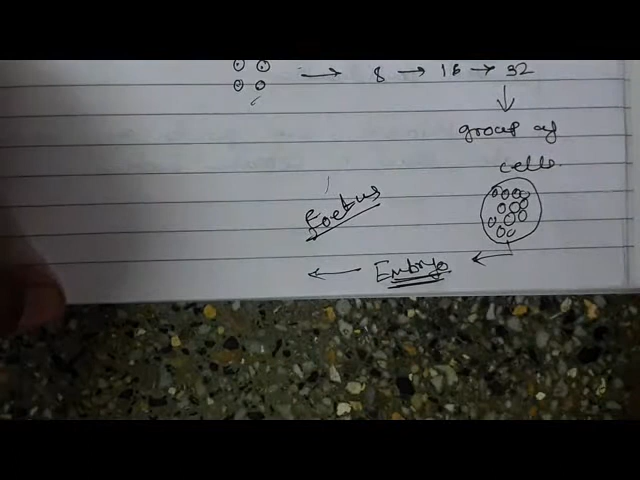 → 8 → 16 → 32
group of
cells.
Foetus
← Embryo